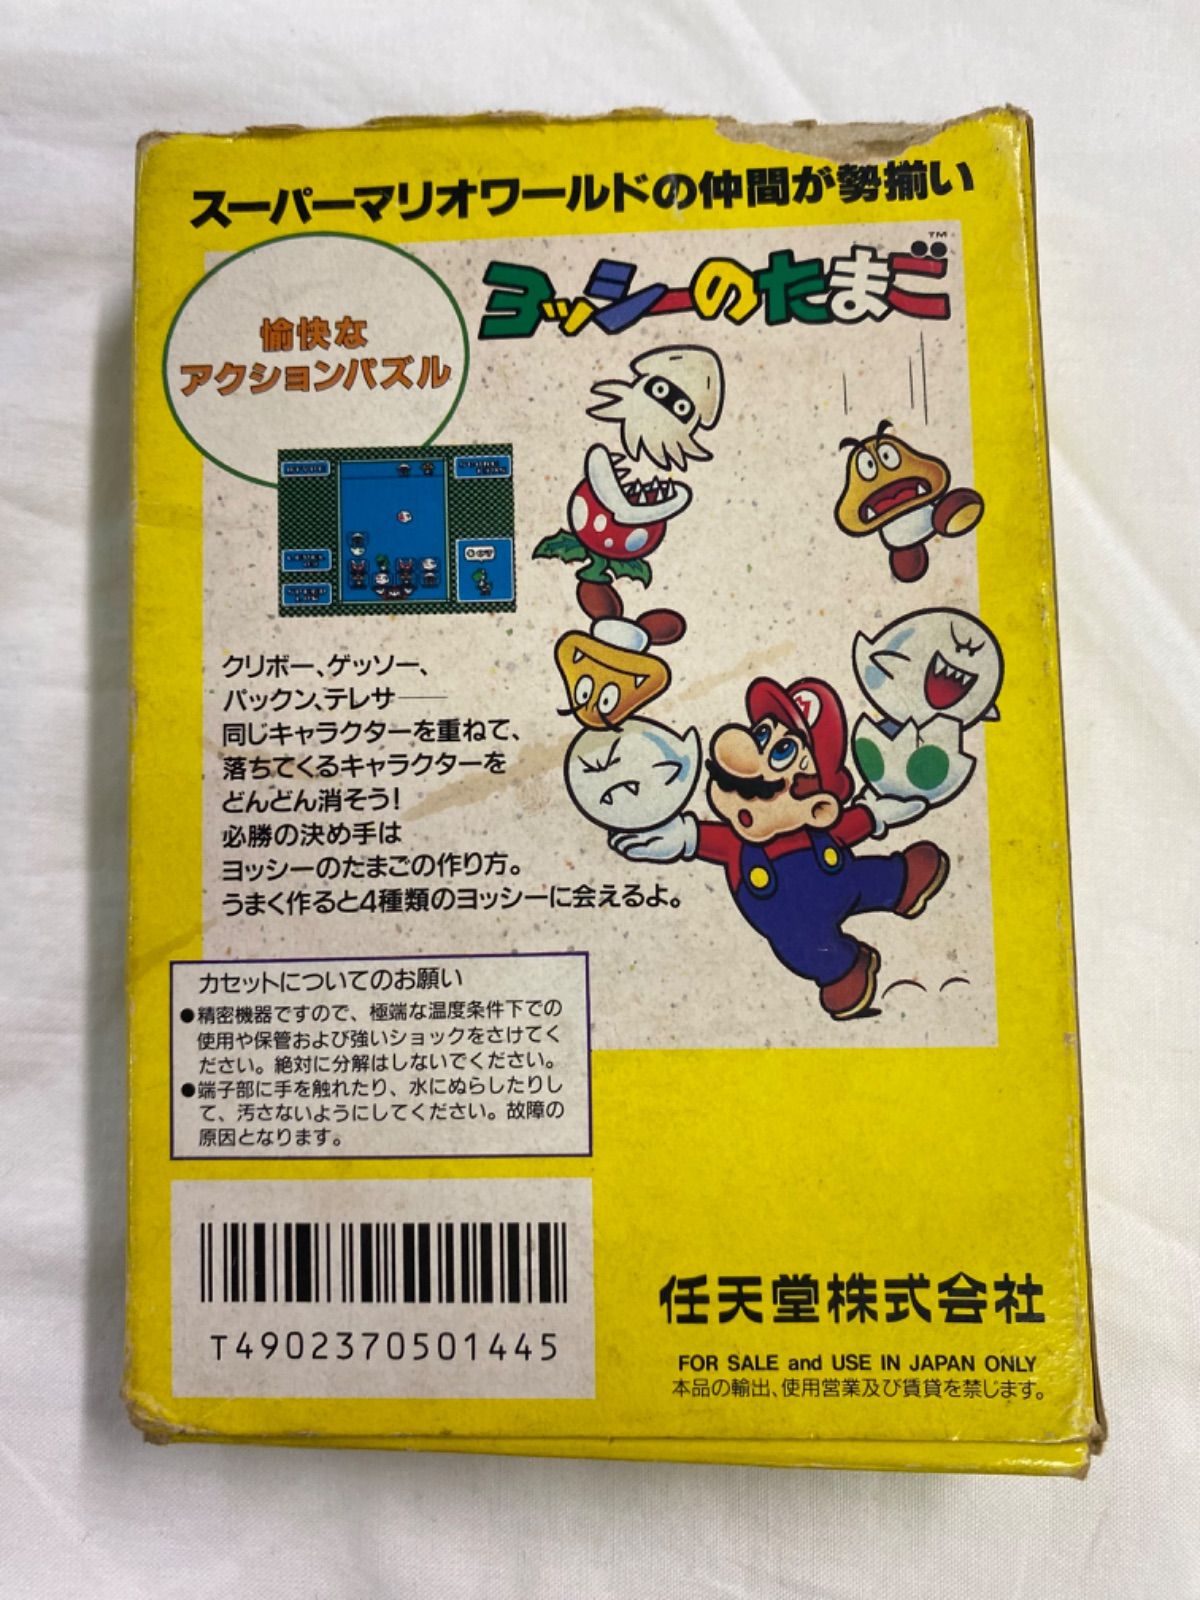 スーパーマリオワールドの仲間が勢揃い
ヨッシーのたまご™
愉快な
アクションパズル
クリボー、ゲッソー、
パックン、テレサ——
同じキャラクターを重ねて、
落ちてくるキャラクターを
どんどん消そう！
必勝の決め手は
ヨッシーのたまごの作り方。
うまく作ると4種類のヨッシーに会えるよ。
M
カセットについてのお願い
●精密機器ですので、極端な温度条件下での
使用や保管および強いショックをさけてく
ださい。絶対に分解はしないでください。
●端子部に手を触れたり、水にぬらしたりし
て、汚さないようにしてください。故障の
原因となります。
T4902370501445
任天堂株式会社
FOR SALE and USE IN JAPAN ONLY
本品の輸出、使用営業及び賃貸を禁じます。